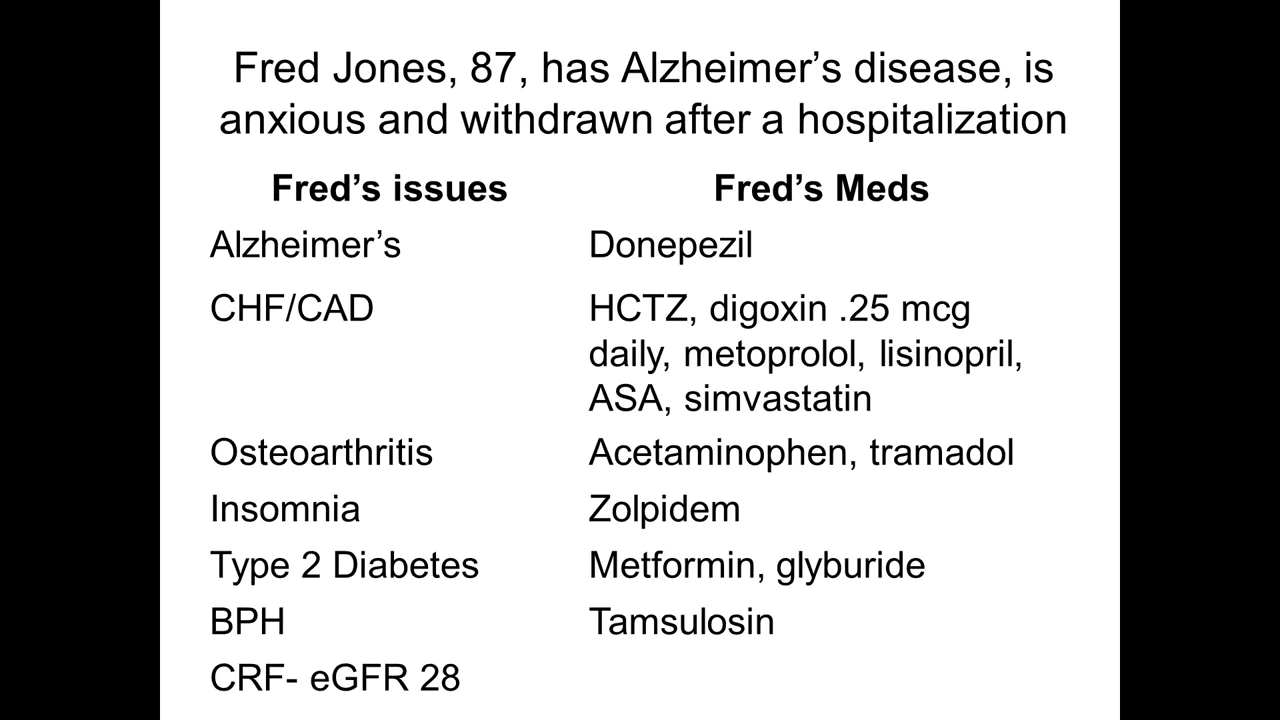 Fred Jones, 87, has Alzheimer’s disease, is
anxious and withdrawn after a hospitalization
Fred’s issues Fred’s Meds
Alzheimer’s Donepezil
CHF/CAD HCTZ, digoxin .25 mcg
daily, metoprolol, lisinopril,
ASA, simvastatin
Osteoarthritis Acetaminophen, tramadol
Insomnia Zolpidem
Type 2 Diabetes Metformin, glyburide
BPH Tamsulosin
CRF- eGFR 28